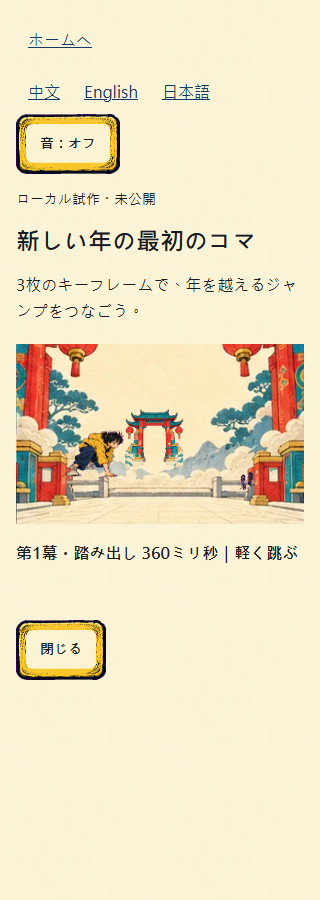 ホームへ
中文 English 日本語
音：オフ
ローカル試作・未公開
新しい年の最初のコマ
3枚のキーフレームで、年を越えるジャ
ンプをつなごう。
第1幕・踏み出し 360ミリ秒｜軽く跳ぶ
閉じる